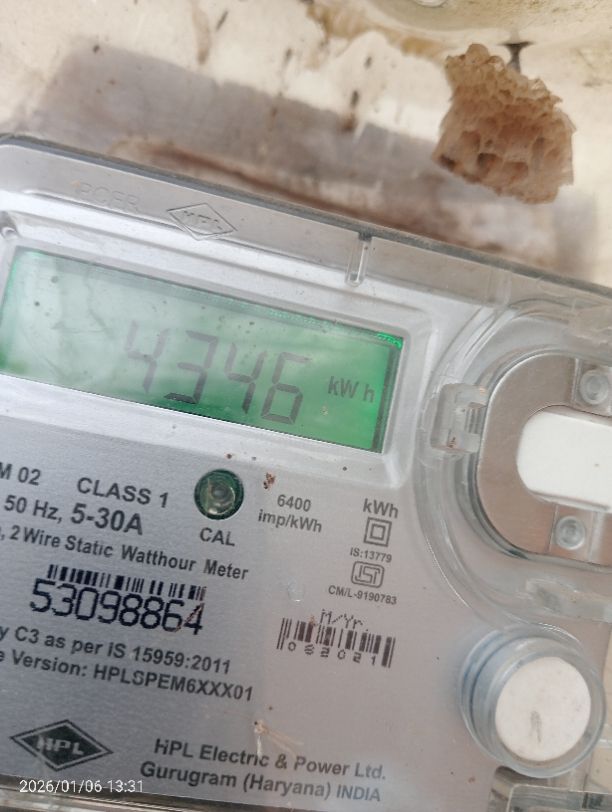 HPL
4346 kWh
M 02 CLASS 1
50 Hz, 5-30A
CAL
6400
imp/kWh
kWh
IS:13779
ISI
CM/L-9190783
, 2 Wire Static Watthour Meter
53098864
M/Yr.
062021
y C3 as per IS 15959:2011
e Version: HPLSPEM6XXX01
HPL
HPL Electric & Power Ltd.
Gurugram (Haryana) INDIA
2026/01/06 13:31